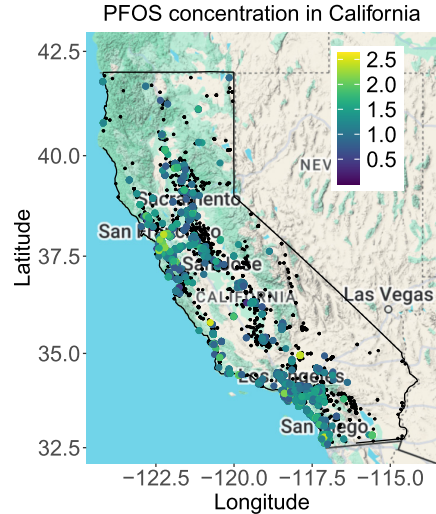 PFOS concentration in California
42.5
40.0
37.5
35.0
32.5
Latitude
2.5
2.0
1.5
1.0
0.5
NEV
Sacramento
San Francisco
San Jose
CALIFORNIA
Las Vegas
Los Angeles
San Diego
−122.5 −120.0 −117.5 −115.0
Longitude